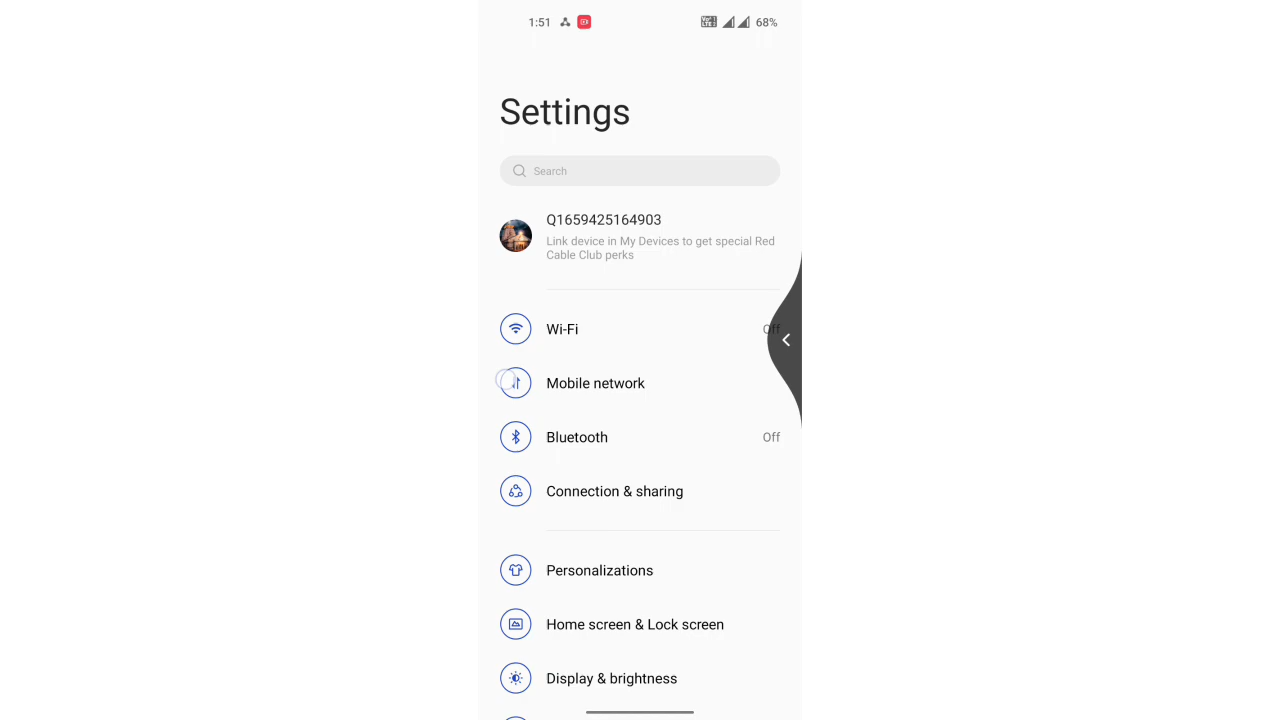 1:51 68%
Settings
Search
Q1659425164903
Link device in My Devices to get special Red
Cable Club perks
Wi-Fi Off
Mobile network
Bluetooth Off
Connection & sharing
Personalizations
Home screen & Lock screen
Display & brightness